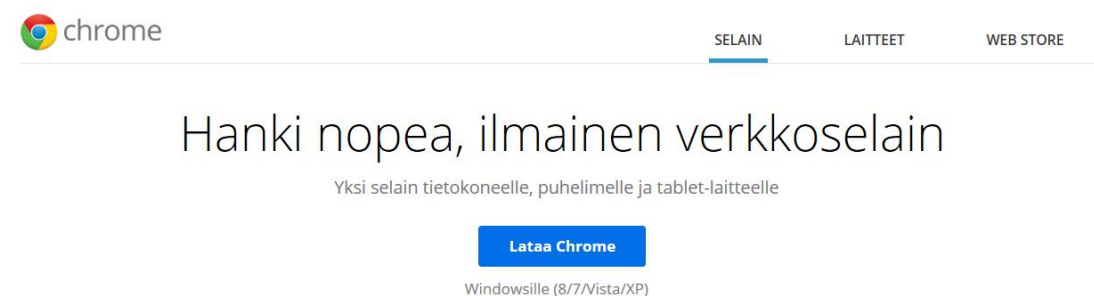 chrome
SELAIN LAITTEET WEB STORE
Hanki nopea, ilmainen verkkoselain
Yksi selain tietokoneelle, puhelimelle ja tablet-laitteelle
Lataa Chrome
Windowsille (8/7/Vista/XP)